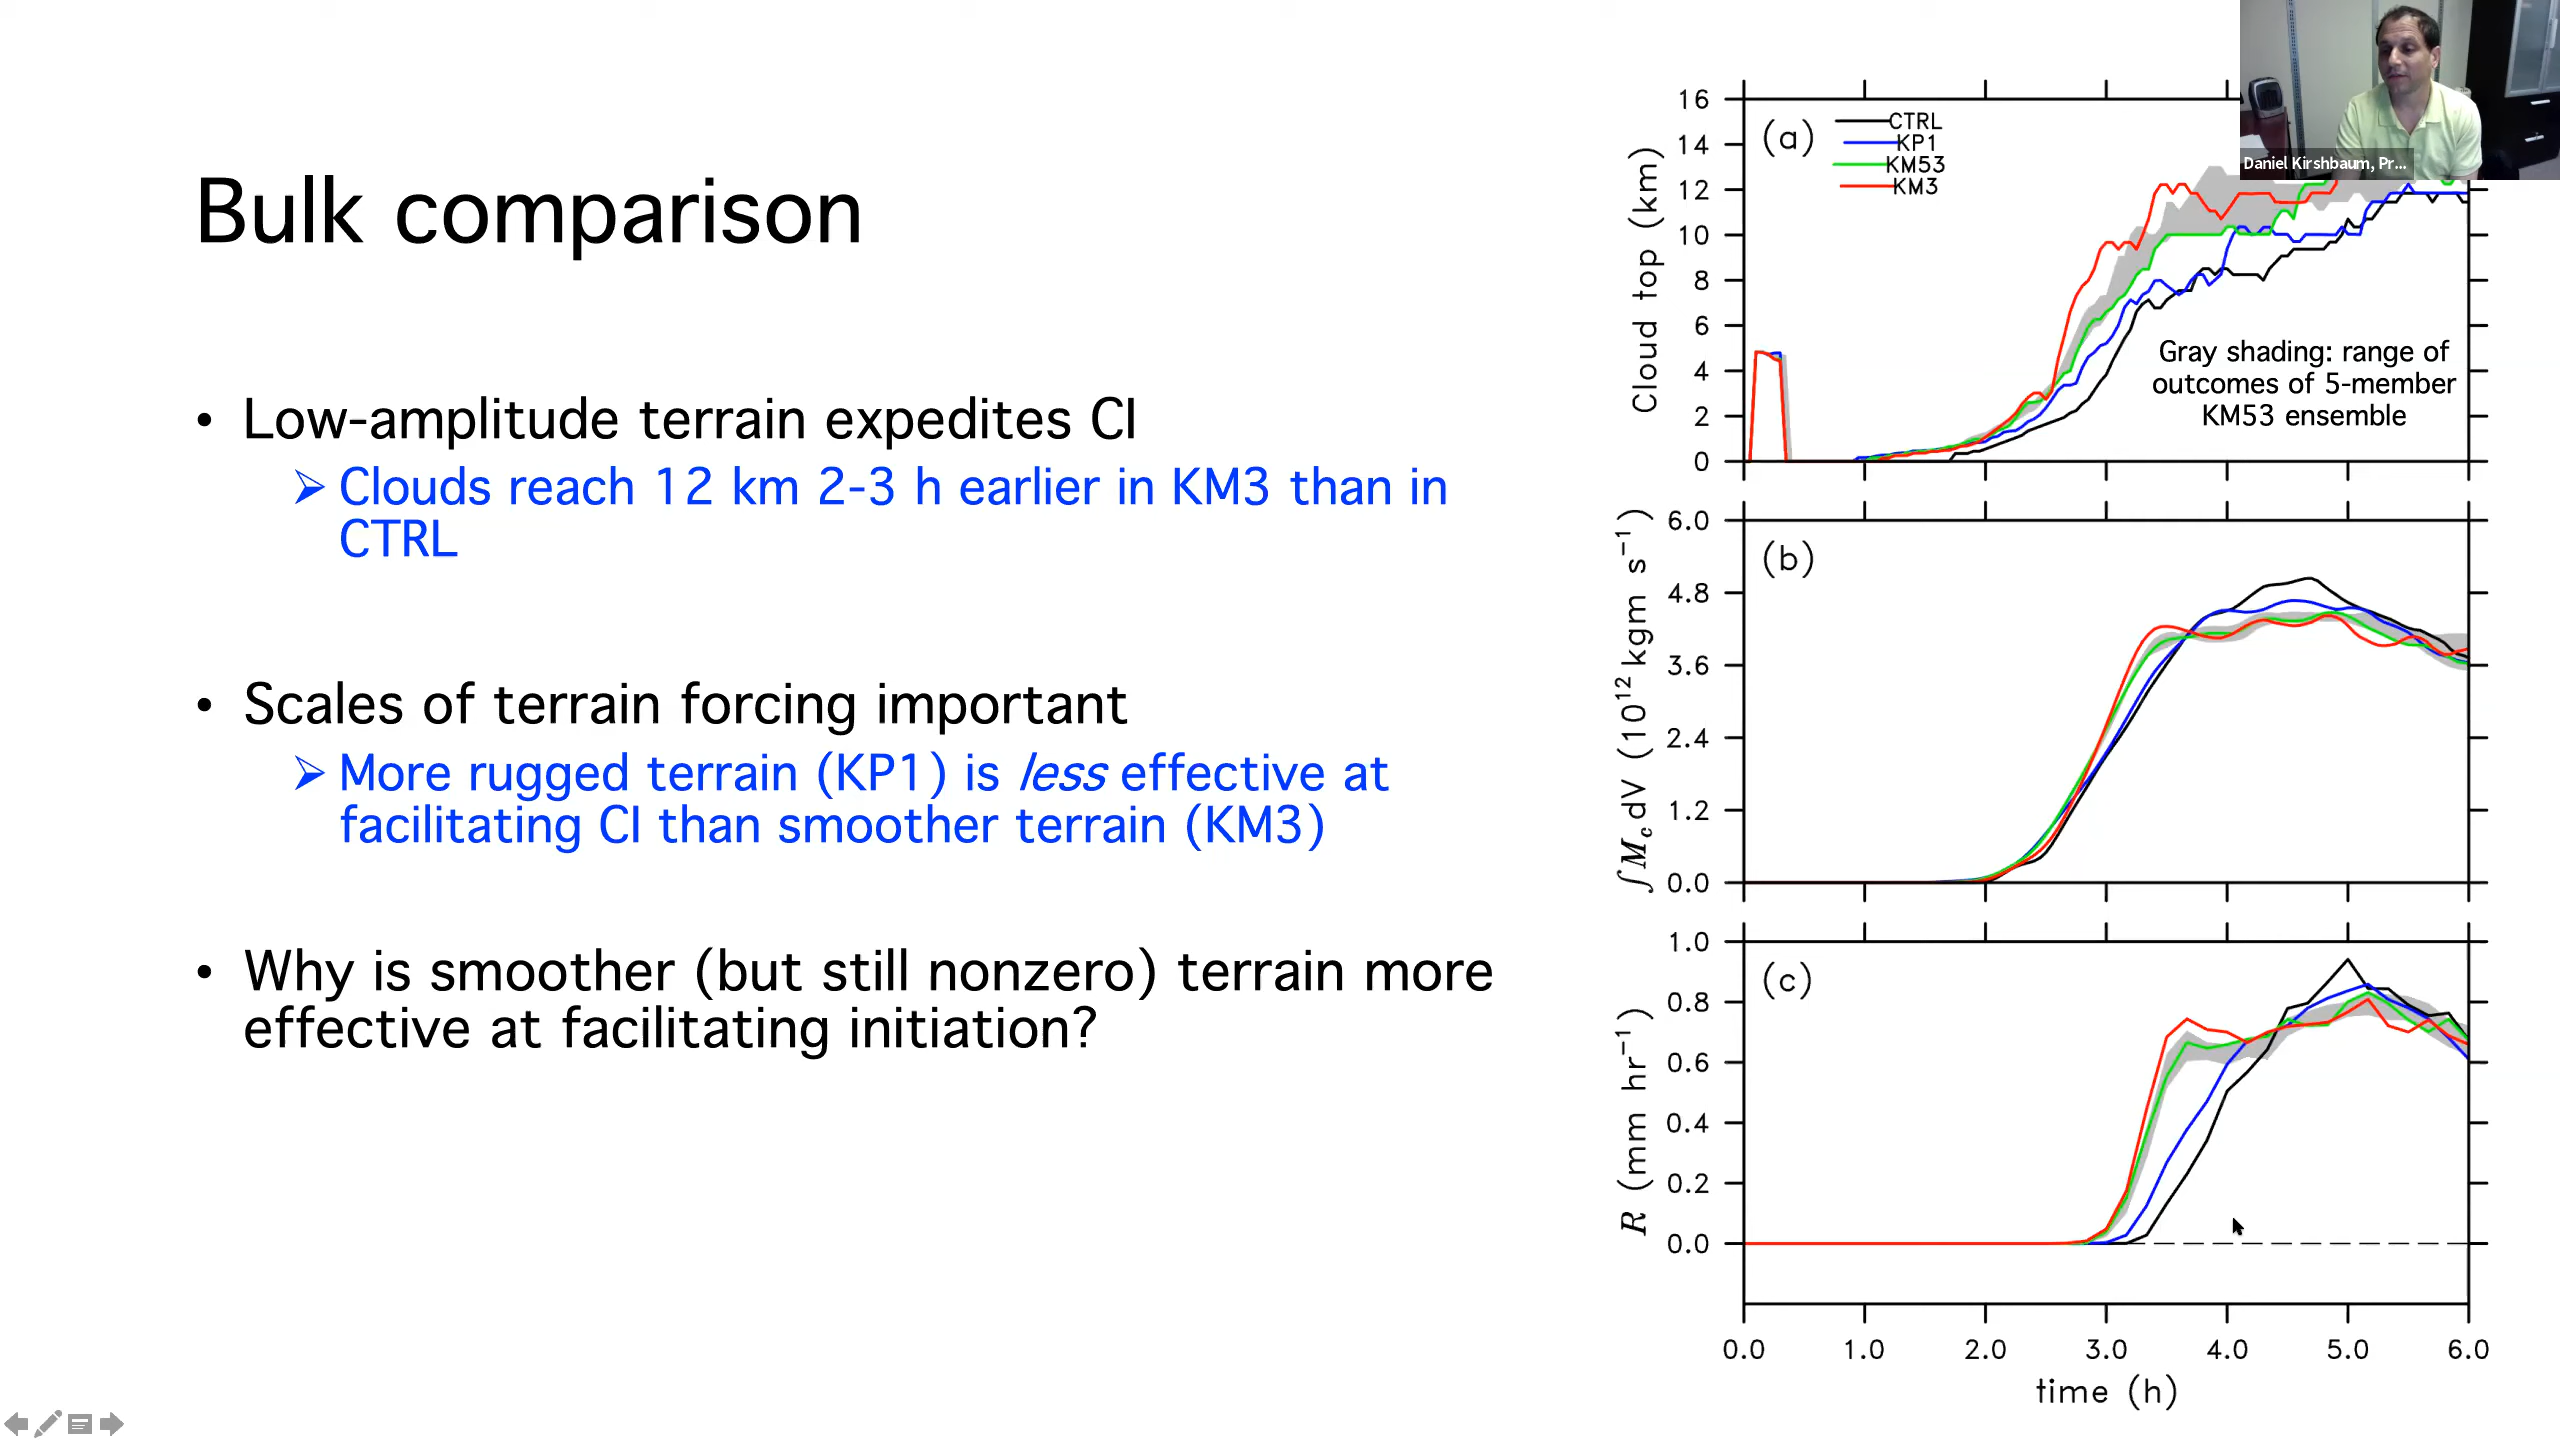 Bulk comparison
• Low-amplitude terrain expedites CI
➢ Clouds reach 12 km 2-3 h earlier in KM3 than in
CTRL
• Scales of terrain forcing important
➢ More rugged terrain (KP1) is less effective at
facilitating CI than smoother terrain (KM3)
• Why is smoother (but still nonzero) terrain more
effective at facilitating initiation?
Daniel Kirshbaum, Pr...
(a)
CTRL
KP1
KM53
KM3
Cloud top (km)
16
14
12
10
8
6
4
2
0
Gray shading: range of
outcomes of 5-member
KM53 ensemble
(b)
∫M_c dV (10^12 kgm s^-1)
6.0
4.8
3.6
2.4
1.2
0.0
(c)
R (mm hr^-1)
1.0
0.8
0.6
0.4
0.2
0.0
0.0 1.0 2.0 3.0 4.0 5.0 6.0
time (h)